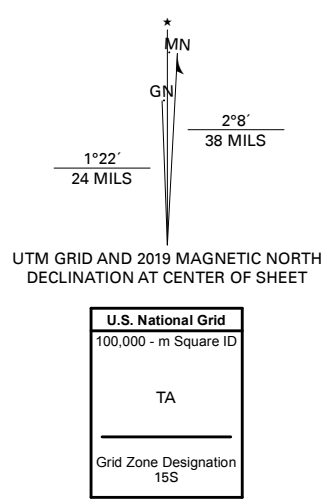 MN
GN
2°8´
38 MILS
1°22´
24 MILS
UTM GRID AND 2019 MAGNETIC NORTH
DECLINATION AT CENTER OF SHEET
U.S. National Grid
100,000 - m Square ID
TA
Grid Zone Designation
15S